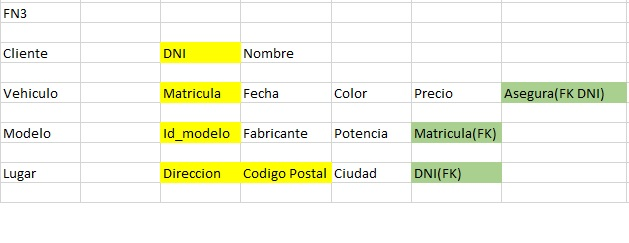 FN3
Cliente DNI Nombre
Vehiculo Matricula Fecha Color Precio Asegura(FK DNI)
Modelo Id_modelo Fabricante Potencia Matricula(FK)
Lugar Direccion Codigo Postal Ciudad DNI(FK)